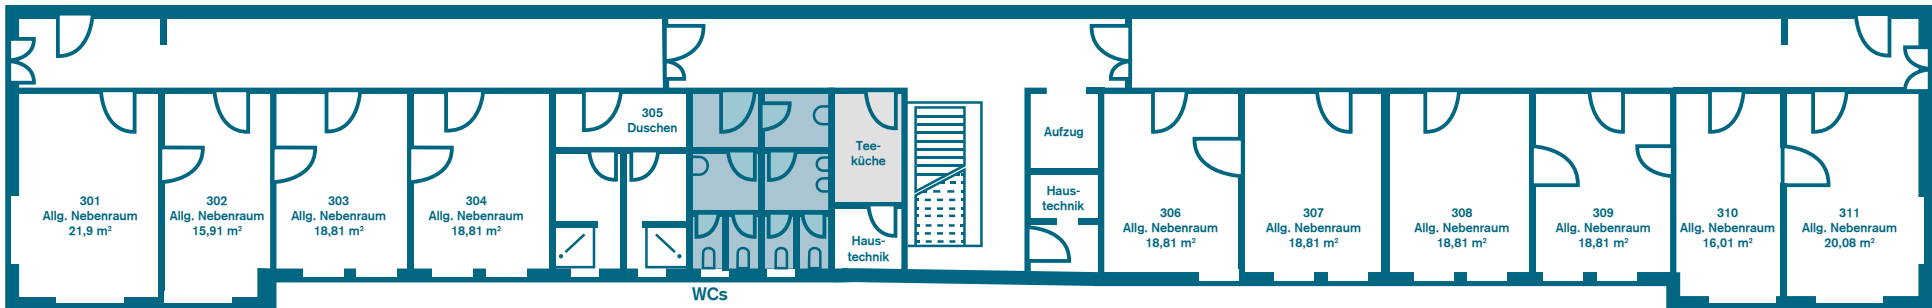 301
Allg. Nebenraum
21,9 m²
302
Allg. Nebenraum
15,91 m²
303
Allg. Nebenraum
18,81 m²
304
Allg. Nebenraum
18,81 m²
305
Duschen
WCs
Tee-
küche
Haus-
technik
Aufzug
Haus-
technik
306
Allg. Nebenraum
18,81 m²
307
Allg. Nebenraum
18,81 m²
308
Allg. Nebenraum
18,81 m²
309
Allg. Nebenraum
18,81 m²
310
Allg. Nebenraum
16,01 m²
311
Allg. Nebenraum
20,08 m²